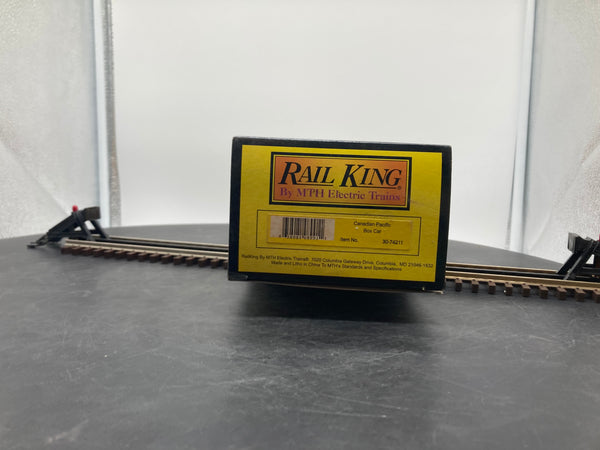 RAIL KING®
By MTH Electric Trains
Canadian Pacific
Box Car
Item No. 30-74211
RailKing By MTH Electric Trains®, 7020 Columbia Gateway Drive, Columbia, MD 21046-1532
Made and Litho in China To MTH's Standards and Specifications